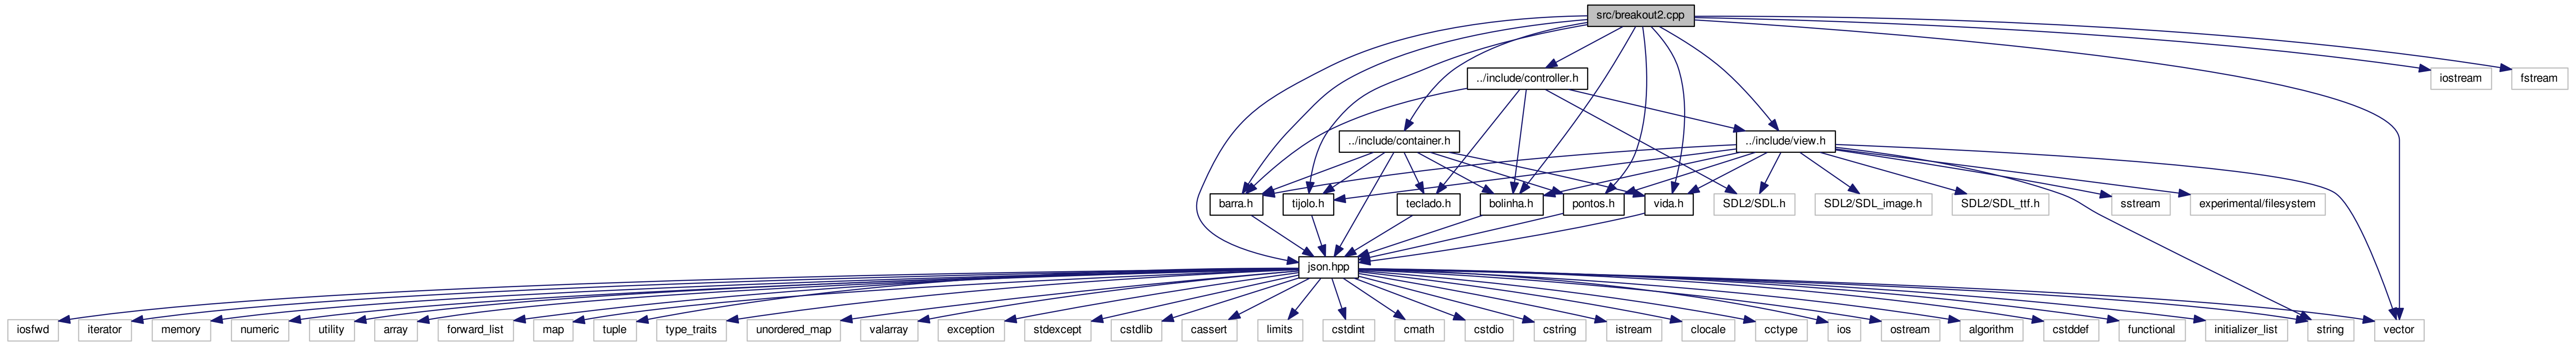 src/breakout2.cpp
../include/controller.h
iostream
fstream
../include/container.h
../include/view.h
barra.h
tijolo.h
teclado.h
bolinha.h
pontos.h
vida.h
SDL2/SDL.h
SDL2/SDL_image.h
SDL2/SDL_ttf.h
sstream
experimental/filesystem
json.hpp
iosfwd
iterator
memory
numeric
utility
array
forward_list
map
tuple
type_traits
unordered_map
valarray
exception
stdexcept
cstdlib
cassert
limits
cstdint
cmath
cstdio
cstring
istream
clocale
cctype
ios
ostream
algorithm
cstddef
functional
initializer_list
string
vector